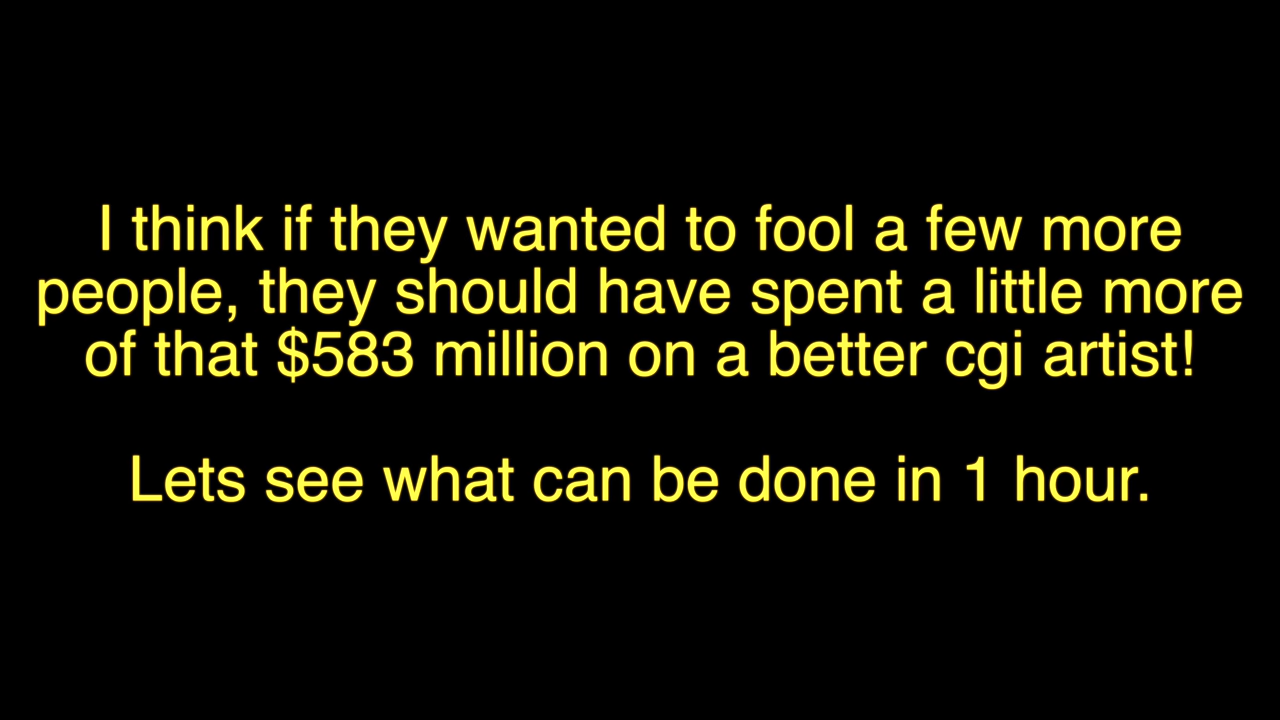 I think if they wanted to fool a few more
people, they should have spent a little more
of that $583 million on a better cgi artist!
Lets see what can be done in 1 hour.